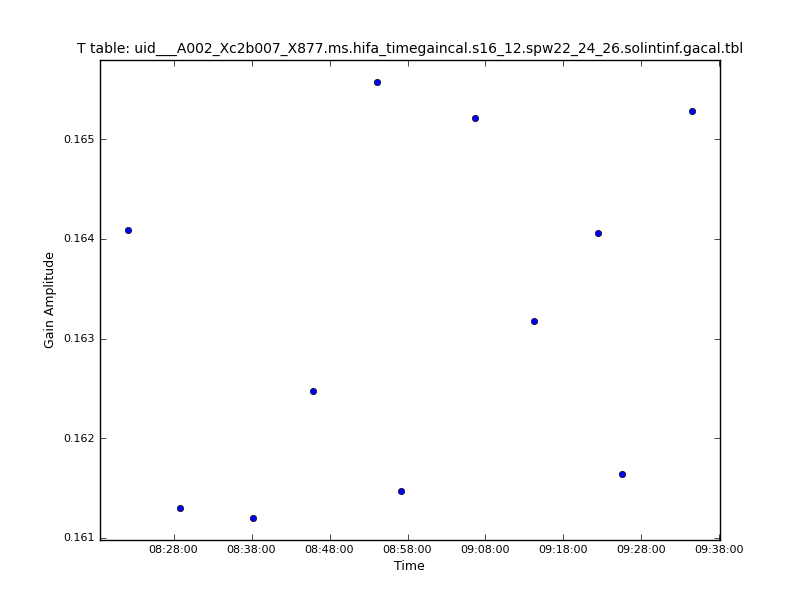 T table: uid___A002_Xc2b007_X877.ms.hifa_timegaincal.s16_12.spw22_24_26.solintinf.gacal.tbl
0.165
0.164
Gain Amplitude
0.163
0.162
0.161
08:28:00 08:38:00 08:48:00 08:58:00 09:08:00 09:18:00 09:28:00 09:38:00
Time